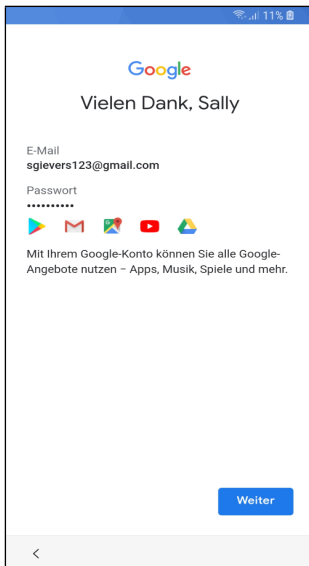 11%
Google
Vielen Dank, Sally
E-Mail
sgievers123@gmail.com
Passwort
••••••••••
Mit Ihrem Google-Konto können Sie alle Google-
Angebote nutzen – Apps, Musik, Spiele und mehr.
Weiter